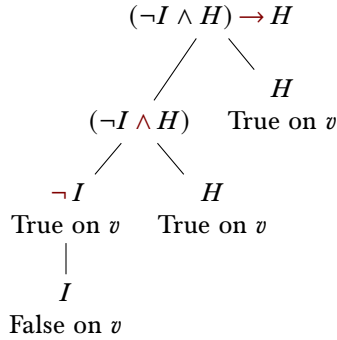 (¬I ∧ H) → H
H
True on v
(¬I ∧ H)
¬ I
True on v
H
True on v
I
False on v